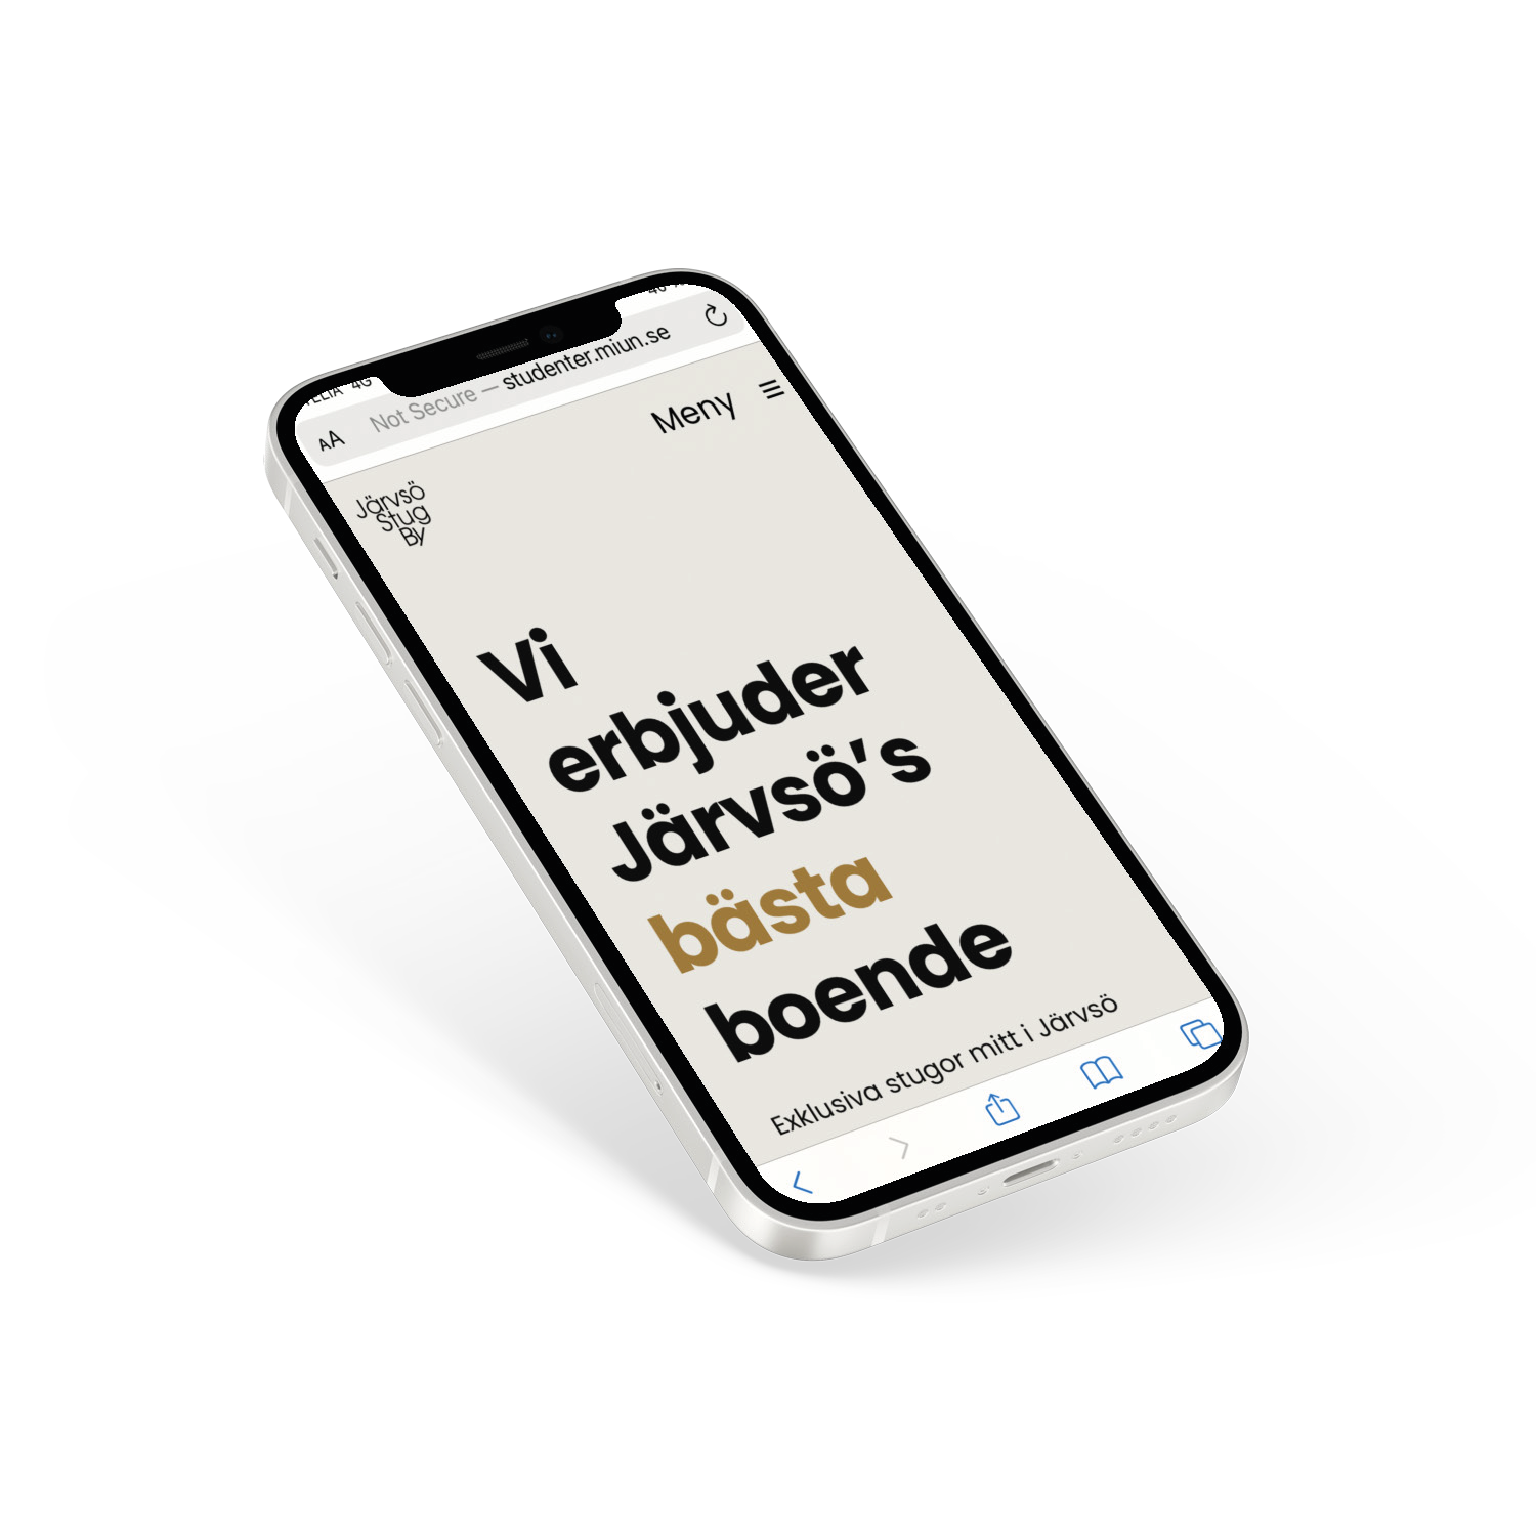 TELIA 4G
4G
AA Not Secure — studenter.miun.se
Meny
Järvsö
Stug
By
Vi
erbjuder
Järvsö’s
bästa
boende
Exklusiva stugor mitt i Järvsö